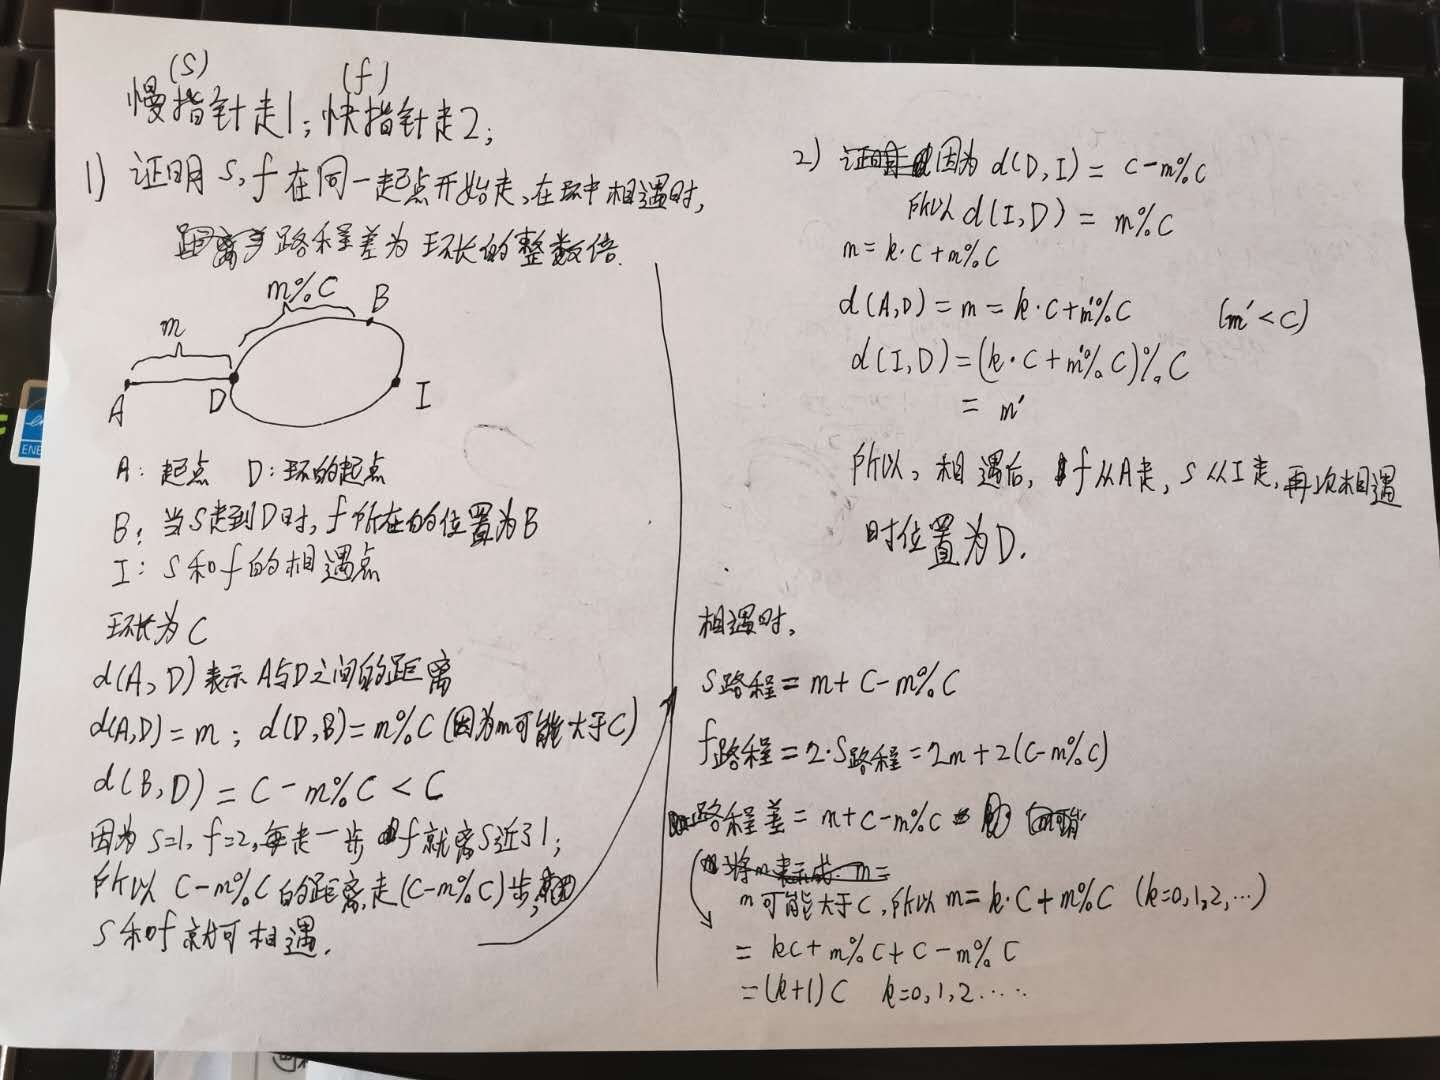 (S) (f)
慢指针走1; 快指针走2;
1) 证明 S, f 在同一起点开始走,在环中相遇时,
距离 路程差为环长的整数倍.
m%C
B
m
A
D
I
A: 起点 D: 环的起点
B: 当S走到D时, f所在的位置为B
I: S和f的相遇点
环长为C
d(A, D) 表示 A与D之间的距离
d(A,D) = m ; d(D,B) = m%C (因为m可能大于C)
d(B,D) = C - m%C < C
因为 S=1, f=2, 每走一步 f就离S近了1;
所以 C-m%C 的距离,走(C-m%C)步,
S和f就可相遇.
2) 证明 因为 d(D,I) = C-m%C
所以 d(I,D) = m%C
m = k·C+m%C
d(A,D) = m = k·C+m'%C (m'<C)
d(I,D) = (k·C+m'%C)%C
= m'
所以, 相遇后, f从A走, S从I走, 再次相遇
时位置为D.
相遇时,
S路程 = m+C-m%C
f路程 = 2·S路程 = 2m+2(C-m%C)
路程差 = m+C-m%C =
将m表示成 m=
m可能大于C, 所以 m = k·C+m%C (k=0,1,2,…)
= kC+m%C+C-m%C
= (k+1)C k=0,1,2.....